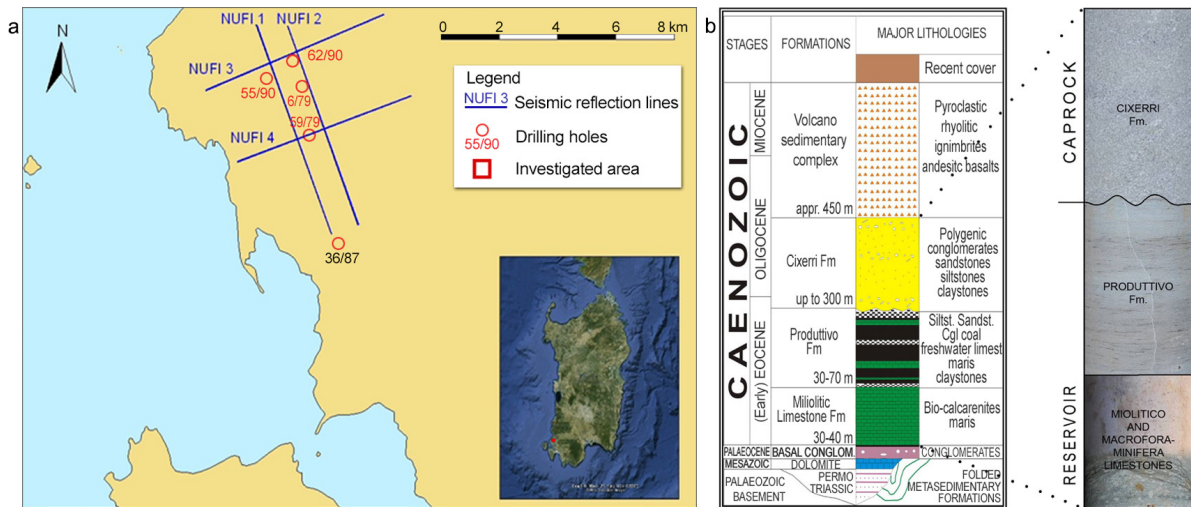 a
N
NUFI 1
NUFI 2
62/90
NUFI 3
55/90
6/79
59/79
NUFI 4
36/87
0 2 4 6 8 km
Legend
NUFI 3 Seismic reflection lines
55/90 Drilling holes
Investigated area
b
STAGES
FORMATIONS
MAJOR LITHOLOGIES
Recent cover
CAENOZOIC
MIOCENE
OLIGOCENE
(Early) EOCENE
Volcano
sedimentary
complex
appr. 450 m
Pyroclastic
rhyolitic
ignimbrites
andesitc basalts
Cixerri Fm
up to 300 m
Polygenic
conglomerates
sandstones
siltstones
claystones
Produttivo
Fm
30-70 m
Siltst. Sandst.
Cgl coal
freshwater limest
maris
claystones
Miliolitic
Limestone Fm
30-40 m
Bio-calcarenites
maris
PALAEOCENE
BASAL CONGLOM.
CONGLOMERATES
MESAZOIC
DOLOMITE
PALAEOZOIC
BASEMENT
PERMO
TRIASSIC
FOLDED
METASEDIMENTARY
FORMATIONS
CAPROCK
RESERVOIR
CIXERRI
Fm.
PRODUTTIVO
Fm.
MIOLITICO
AND
MACROFORA-
MINIFERA
LIMESTONES